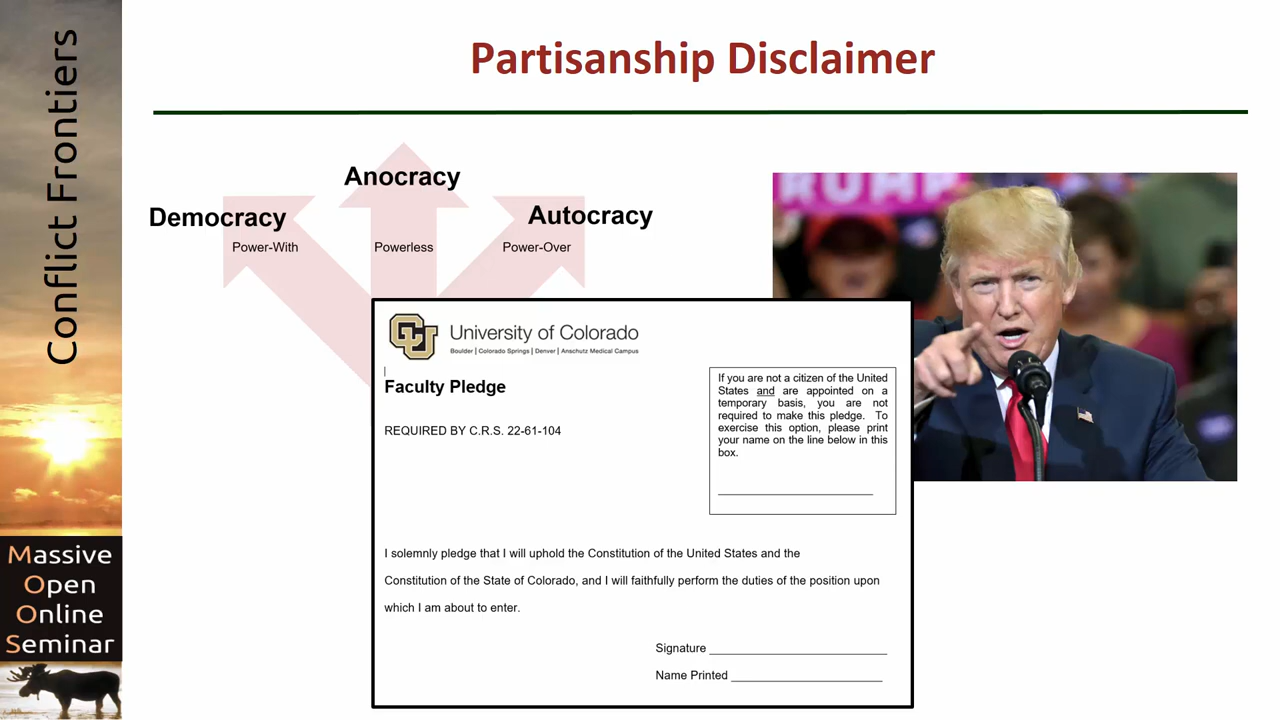 Conflict Frontiers
Partisanship Disclaimer
Anocracy
Democracy
Autocracy
Power-With
Powerless
Power-Over
RUMP
CU
University of Colorado
Boulder | Colorado Springs | Denver | Anschutz Medical Campus
Faculty Pledge
REQUIRED BY C.R.S. 22-61-104
If you are not a citizen of the United
States and are appointed on a
temporary basis, you are not
required to make this pledge. To
exercise this option, please print
your name on the line below in this
box.
I solemnly pledge that I will uphold the Constitution of the United States and the
Constitution of the State of Colorado, and I will faithfully perform the duties of the position upon
which I am about to enter.
Signature
Name Printed
Massive
Open
Online
Seminar